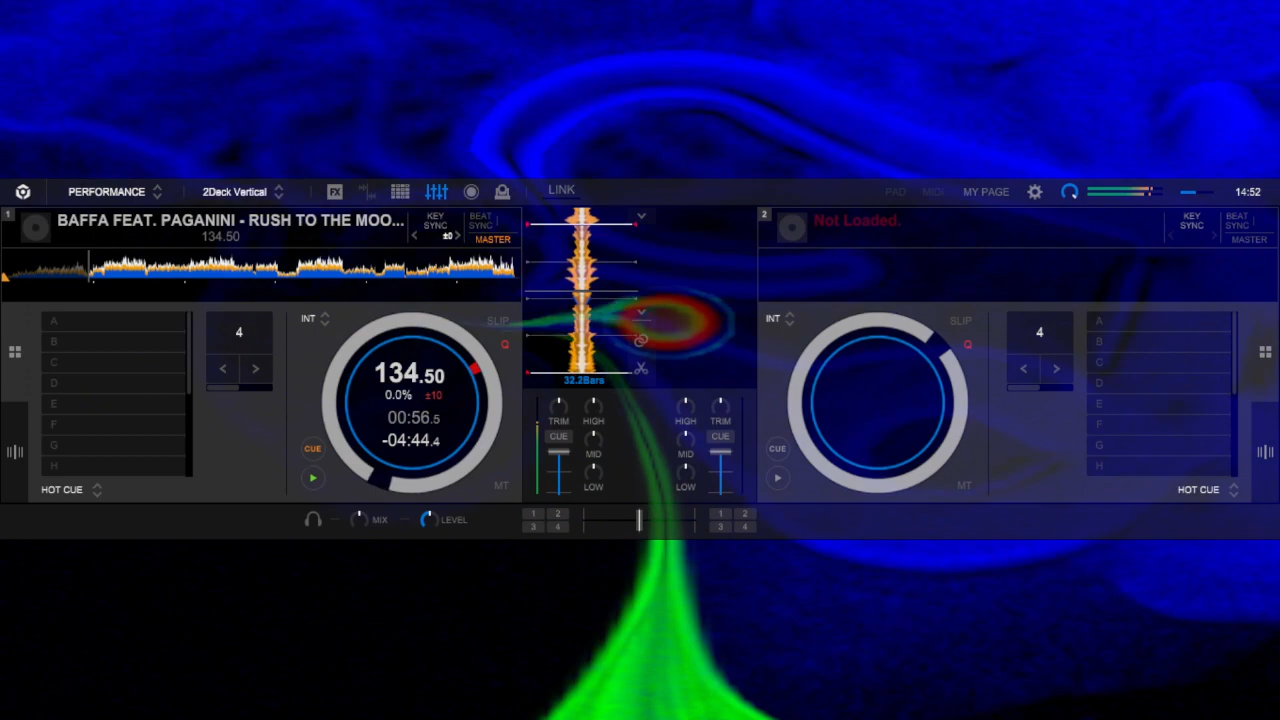 PERFORMANCE 2Deck Vertical FX LINK PAD MIDI MY PAGE 14:52
1 BAFFA FEAT. PAGANINI - RUSH TO THE MOO... KEY SYNC BEAT SYNC
134.50 ±0 MASTER
2 Not Loaded. KEY SYNC BEAT SYNC
MASTER
A
B
C
D
E
F
G
H
HOT CUE
4
< >
INT
SLIP
Q
134.50
0.0% ±10
00:56.5
-04:44.4
CUE
MT
32.2Bars
TRIM HIGH HIGH TRIM
CUE CUE
MID MID
LOW LOW
INT
SLIP
Q
CUE
MT
4
< >
A
B
C
D
E
F
G
H
HOT CUE
MIX LEVEL
1 2 1 2
3 4 3 4